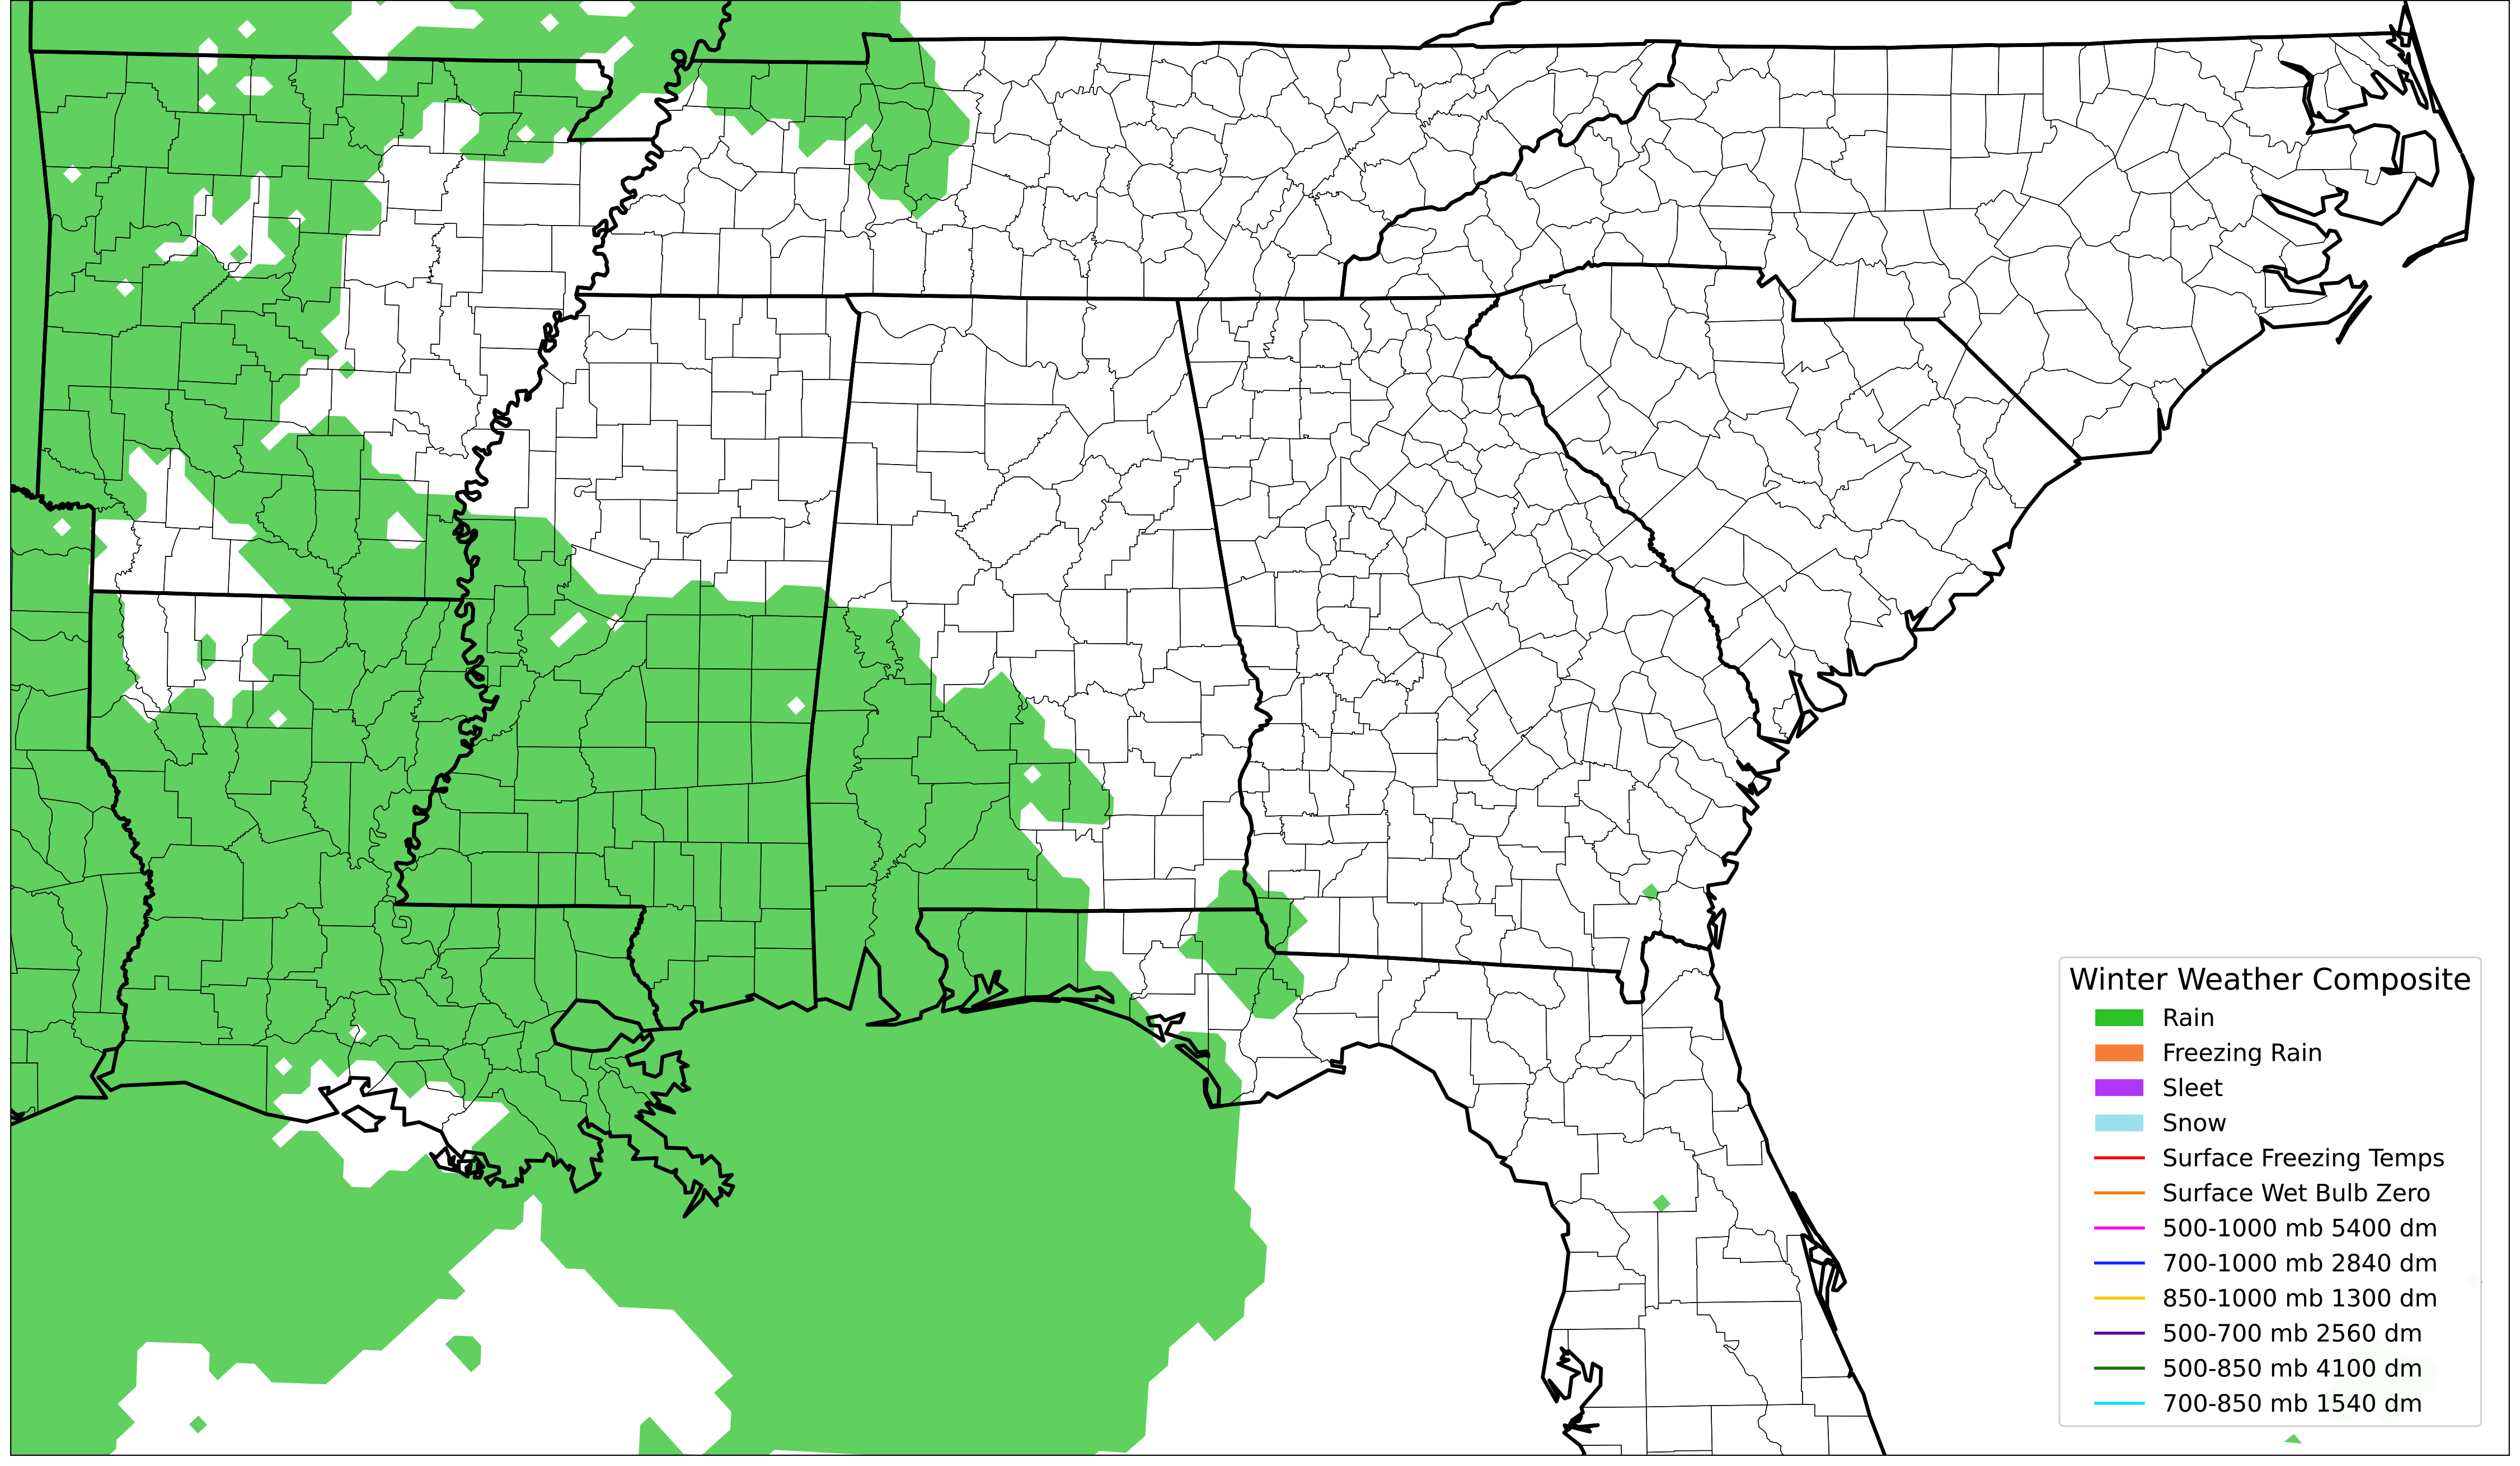 Winter Weather Composite
Rain
Freezing Rain
Sleet
Snow
Surface Freezing Temps
Surface Wet Bulb Zero
500-1000 mb 5400 dm
700-1000 mb 2840 dm
850-1000 mb 1300 dm
500-700 mb 2560 dm
500-850 mb 4100 dm
700-850 mb 1540 dm